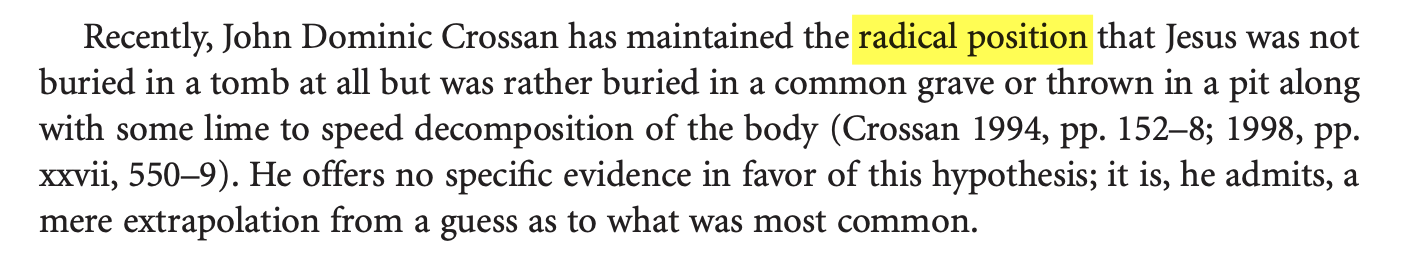 Recently, John Dominic Crossan has maintained the radical position that Jesus was not
buried in a tomb at all but was rather buried in a common grave or thrown in a pit along
with some lime to speed decomposition of the body (Crossan 1994, pp. 152–8; 1998, pp.
xxvii, 550–9). He offers no specific evidence in favor of this hypothesis; it is, he admits, a
mere extrapolation from a guess as to what was most common.